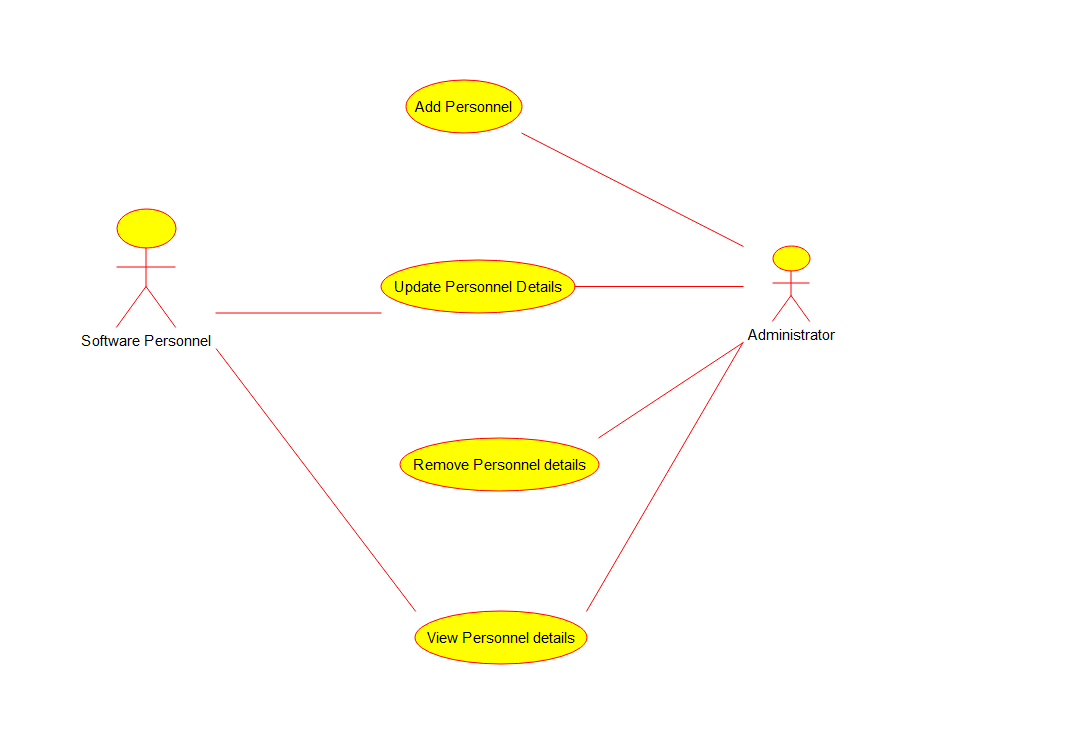 Add Personnel
Update Personnel Details
Software Personnel
Administrator
Remove Personnel details
View Personnel details